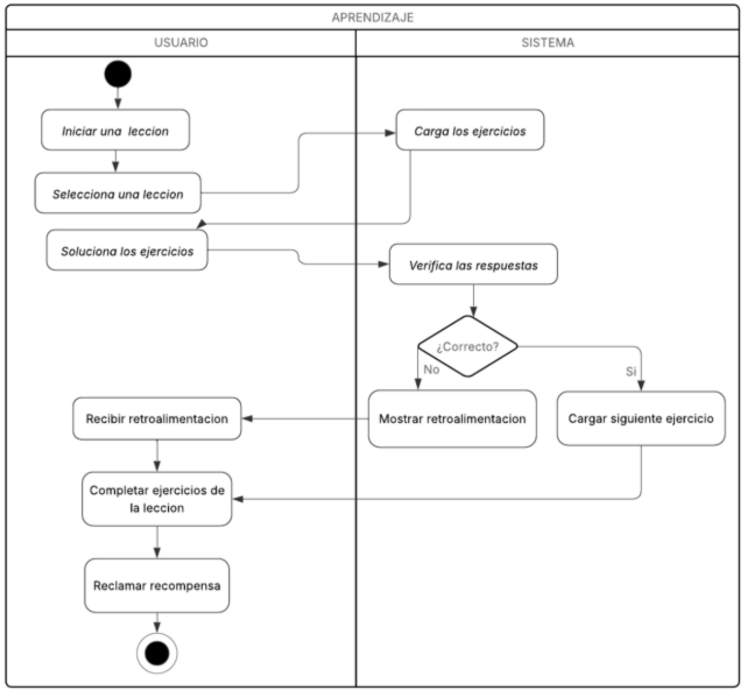 APRENDIZAJE
USUARIO
SISTEMA
Iniciar una leccion
Carga los ejercicios
Selecciona una leccion
Soluciona los ejercicios
Verifica las respuestas
¿Correcto?
No
Si
Recibir retroalimentacion
Mostrar retroalimentacion
Cargar siguiente ejercicio
Completar ejercicios de
la leccion
Reclamar recompensa